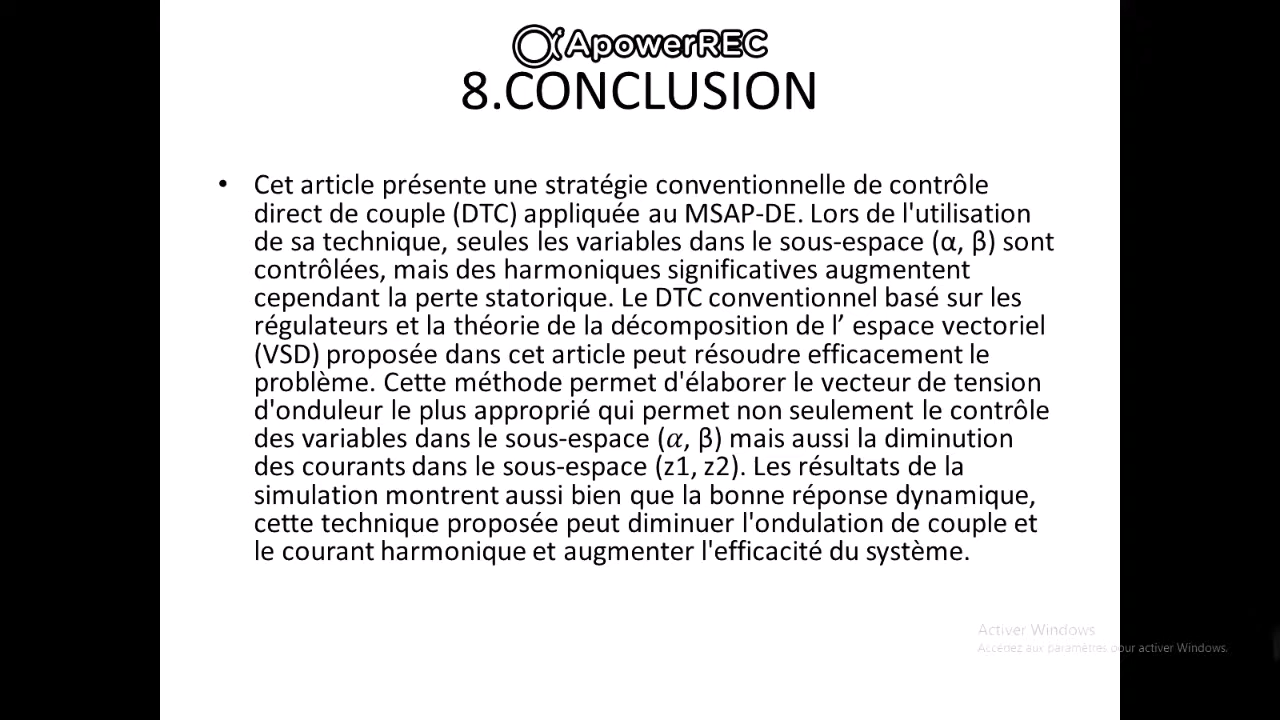 ApowerREC
8.CONCLUSION
• Cet article présente une stratégie conventionnelle de contrôle
direct de couple (DTC) appliquée au MSAP-DE. Lors de l'utilisation
de sa technique, seules les variables dans le sous-espace (α, β) sont
contrôlées, mais des harmoniques significatives augmentent
cependant la perte statorique. Le DTC conventionnel basé sur les
régulateurs et la théorie de la décomposition de l’ espace vectoriel
(VSD) proposée dans cet article peut résoudre efficacement le
problème. Cette méthode permet d'élaborer le vecteur de tension
d'onduleur le plus approprié qui permet non seulement le contrôle
des variables dans le sous-espace (𝛼, β) mais aussi la diminution
des courants dans le sous-espace (z1, z2). Les résultats de la
simulation montrent aussi bien que la bonne réponse dynamique,
cette technique proposée peut diminuer l'ondulation de couple et
le courant harmonique et augmenter l'efficacité du système.
Activer Windows
Accédez aux paramètres pour activer Windows.